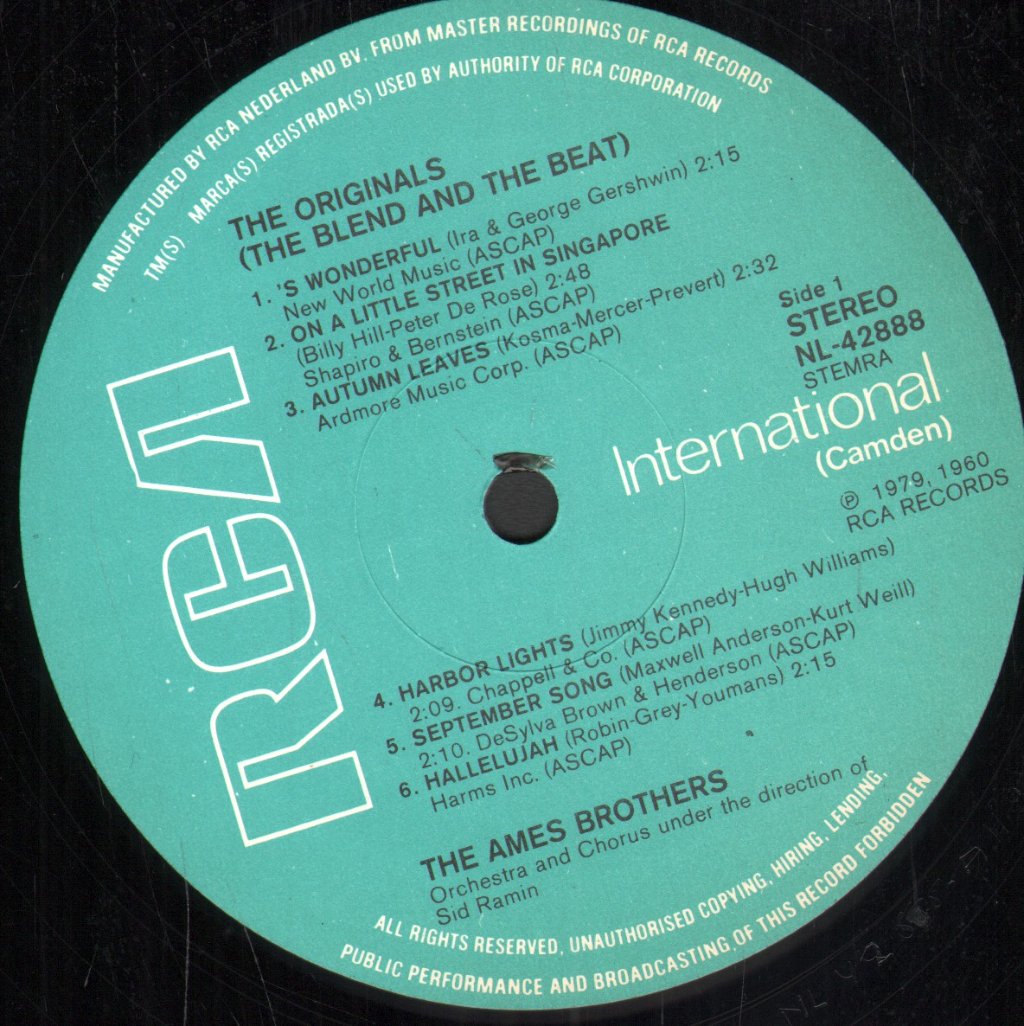 MANUFACTURED BY RCA NEDERLAND BV. FROM MASTER RECORDINGS OF RCA RECORDS
TM(S) MARCA(S) REGISTRADA(S) USED BY AUTHORITY OF RCA CORPORATION
THE ORIGINALS
(THE BLEND AND THE BEAT)
1. 'S WONDERFUL (Ira & George Gershwin) 2:15
New World Music (ASCAP)
2. ON A LITTLE STREET IN SINGAPORE
(Billy Hill-Peter De Rose) 2:48
Shapiro & Bernstein (ASCAP)
3. AUTUMN LEAVES (Kosma-Mercer-Prevert) 2:32
Ardmore Music Corp. (ASCAP)
Side 1
STEREO
NL-42888
STEMRA
International
(Camden)
℗ 1979, 1960
RCA RECORDS
RCA
4. HARBOR LIGHTS (Jimmy Kennedy-Hugh Williams)
2:09. Chappell & Co. (ASCAP)
5. SEPTEMBER SONG (Maxwell Anderson-Kurt Weill)
2:10. DeSylva Brown & Henderson (ASCAP)
6. HALLELUJAH (Robin-Grey-Youmans) 2:15
Harms Inc. (ASCAP)
THE AMES BROTHERS
Orchestra and Chorus under the direction of
Sid Ramin
ALL RIGHTS RESERVED, UNAUTHORISED COPYING, HIRING, LENDING,
PUBLIC PERFORMANCE AND BROADCASTING OF THIS RECORD FORBIDDEN